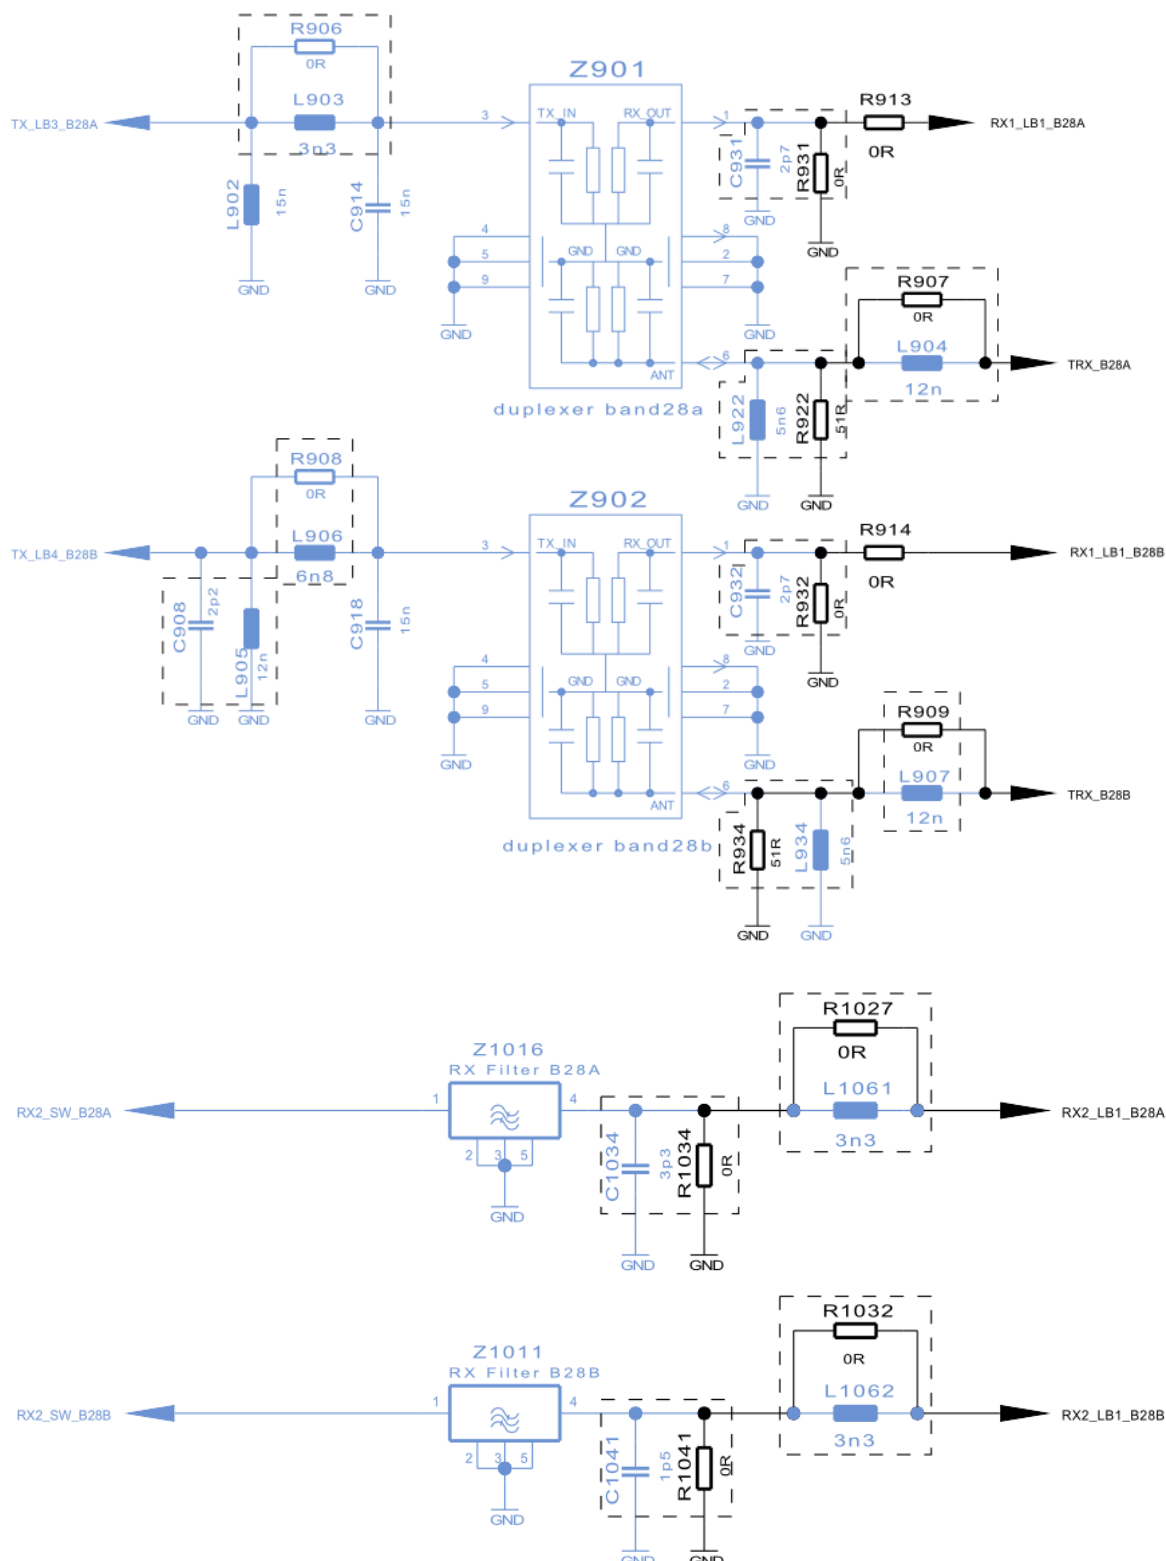 R906
0R
L903
3n3
TX_LB3_B28A
L902
15n
C914
15n
GND
GND
Z901
TX_IN
RX_OUT
3
1
4
5
9
8
2
7
GND
GND
GND
GND
6
ANT
duplexer band28a
C931
2p7
R931
0R
GND
GND
R913
0R
RX1_LB1_B28A
R907
0R
L904
12n
TRX_B28A
L922
5n6
R922
51R
GND
GND
R908
0R
L906
6n8
TX_LB4_B28B
C908
2p2
L905
12n
C918
15n
GND
GND
GND
Z902
TX_IN
RX_OUT
3
1
4
5
9
8
2
7
GND
GND
GND
GND
6
ANT
duplexer band28b
C932
2p7
R932
0R
GND
GND
R914
0R
RX1_LB1_B28B
R909
0R
L907
12n
TRX_B28B
R934
51R
L934
5n6
GND
GND
Z1016
RX Filter B28A
RX2_SW_B28A
1
4
2
3
5
GND
C1034
3p3
R1034
0R
GND
GND
R1027
0R
L1061
3n3
RX2_LB1_B28A
Z1011
RX Filter B28B
RX2_SW_B28B
1
4
2
3
5
GND
C1041
1p5
R1041
0R
GND
GND
R1032
0R
L1062
3n3
RX2_LB1_B28B